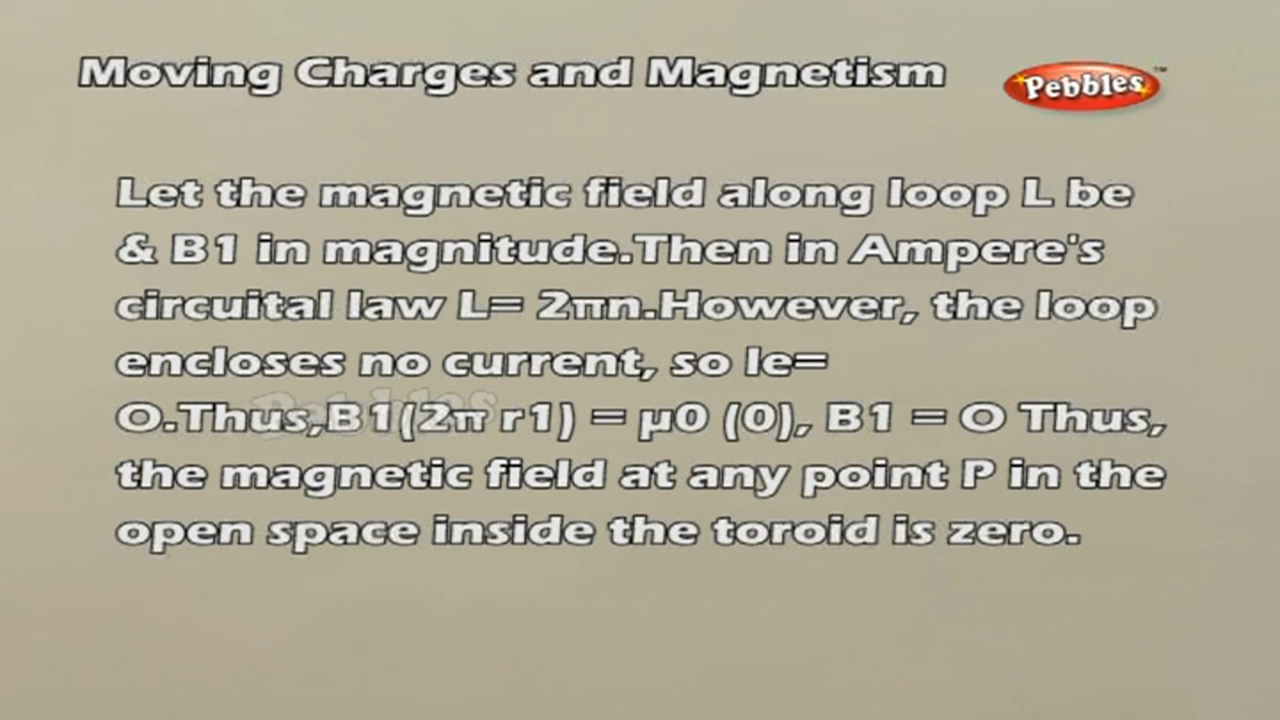 Moving Charges and Magnetism
Pebbles™
Let the magnetic field along loop L be
& B1 in magnitude.Then in Ampere's
circuital law L= 2πn.However, the loop
encloses no current, so Ie=
O.Thus,B1(2π r1) = μ0 (0), B1 = O Thus,
the magnetic field at any point P in the
open space inside the toroid is zero.
Pebbles